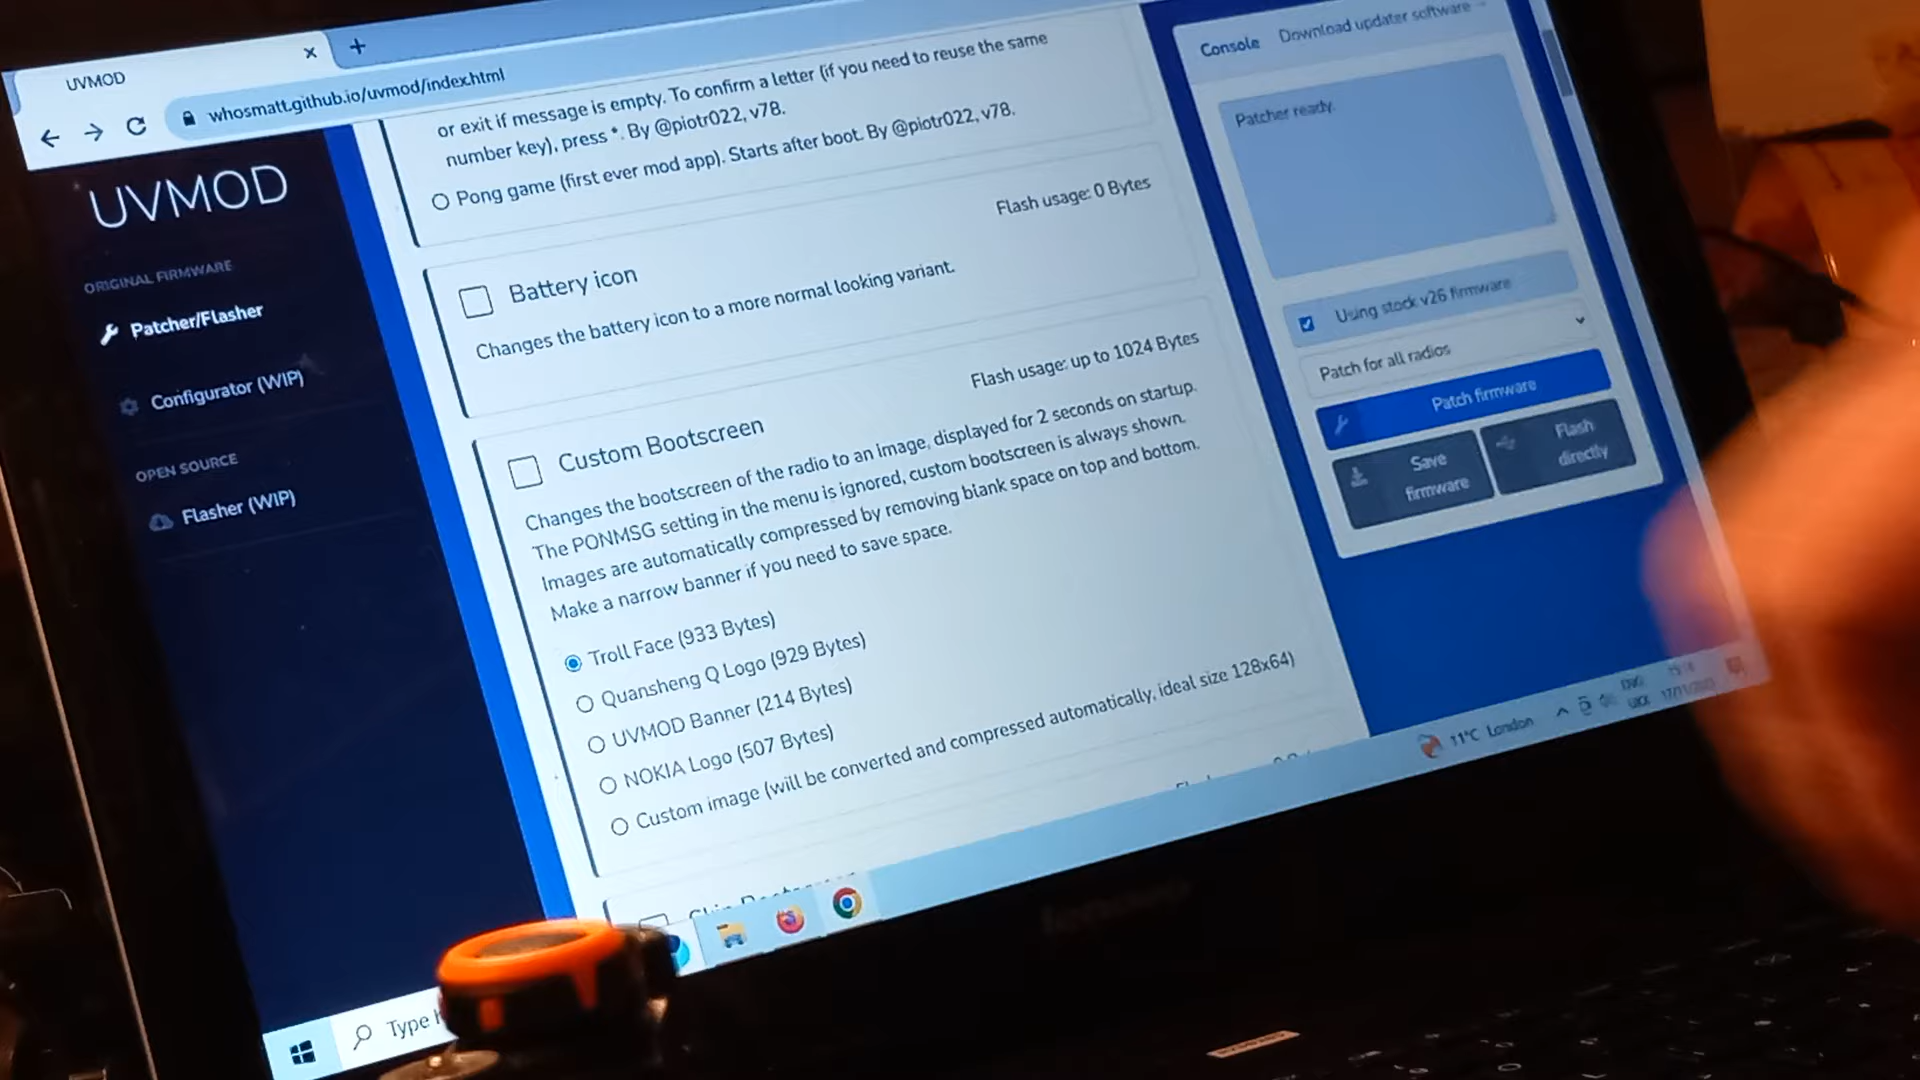 UVMOD
whosmatt.github.io/uvmod/index.html
UVMOD
ORIGINAL FIRMWARE
Patcher/Flasher
Configurator (WIP)
OPEN SOURCE
Flasher (WIP)
or exit if message is empty. To confirm a letter (if you need to reuse the same
number key), press *. By @piotr022, v78.
Pong game (first ever mod app). Starts after boot. By @piotr022, v78.
Flash usage: 0 Bytes
Battery icon
Changes the battery icon to a more normal looking variant.
Flash usage: up to 1024 Bytes
Custom Bootscreen
Changes the bootscreen of the radio to an image, displayed for 2 seconds on startup.
The PONMSG setting in the menu is ignored, custom bootscreen is always shown.
Images are automatically compressed by removing blank space on top and bottom.
Make a narrow banner if you need to save space.
Troll Face (933 Bytes)
Quansheng Q Logo (929 Bytes)
UVMOD Banner (214 Bytes)
NOKIA Logo (507 Bytes)
Custom image (will be converted and compressed automatically, ideal size 128x64)
Console
Download updater software
Patcher ready.
Using stock v26 firmware
Patch for all radios
Patch firmware
Save
firmware
Flash
directly
11°C London
ENG
Type